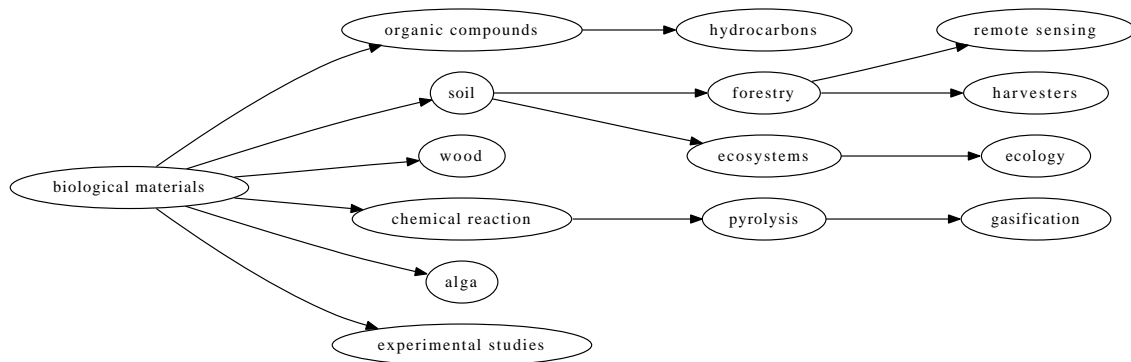 organic compounds
hydrocarbons
remote sensing
soil
forestry
harvesters
wood
ecosystems
ecology
biological materials
chemical reaction
pyrolysis
gasification
alga
experimental studies